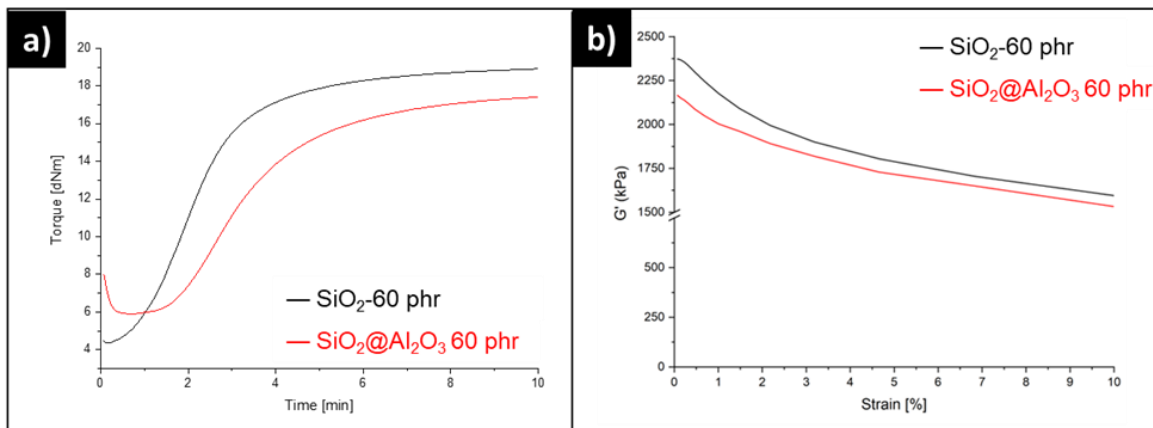 a)
20
18
16
14
12
10
8
6
4
Torque [dNm]
0 2 4 6 8 10
Time [min]
SiO₂-60 phr
SiO₂@Al₂O₃ 60 phr
b)
2500
2250
2000
1750
1500
500
250
0
G' (kPa)
0 1 2 3 4 5 6 7 8 9 10
Strain [%]
SiO₂-60 phr
SiO₂@Al₂O₃ 60 phr